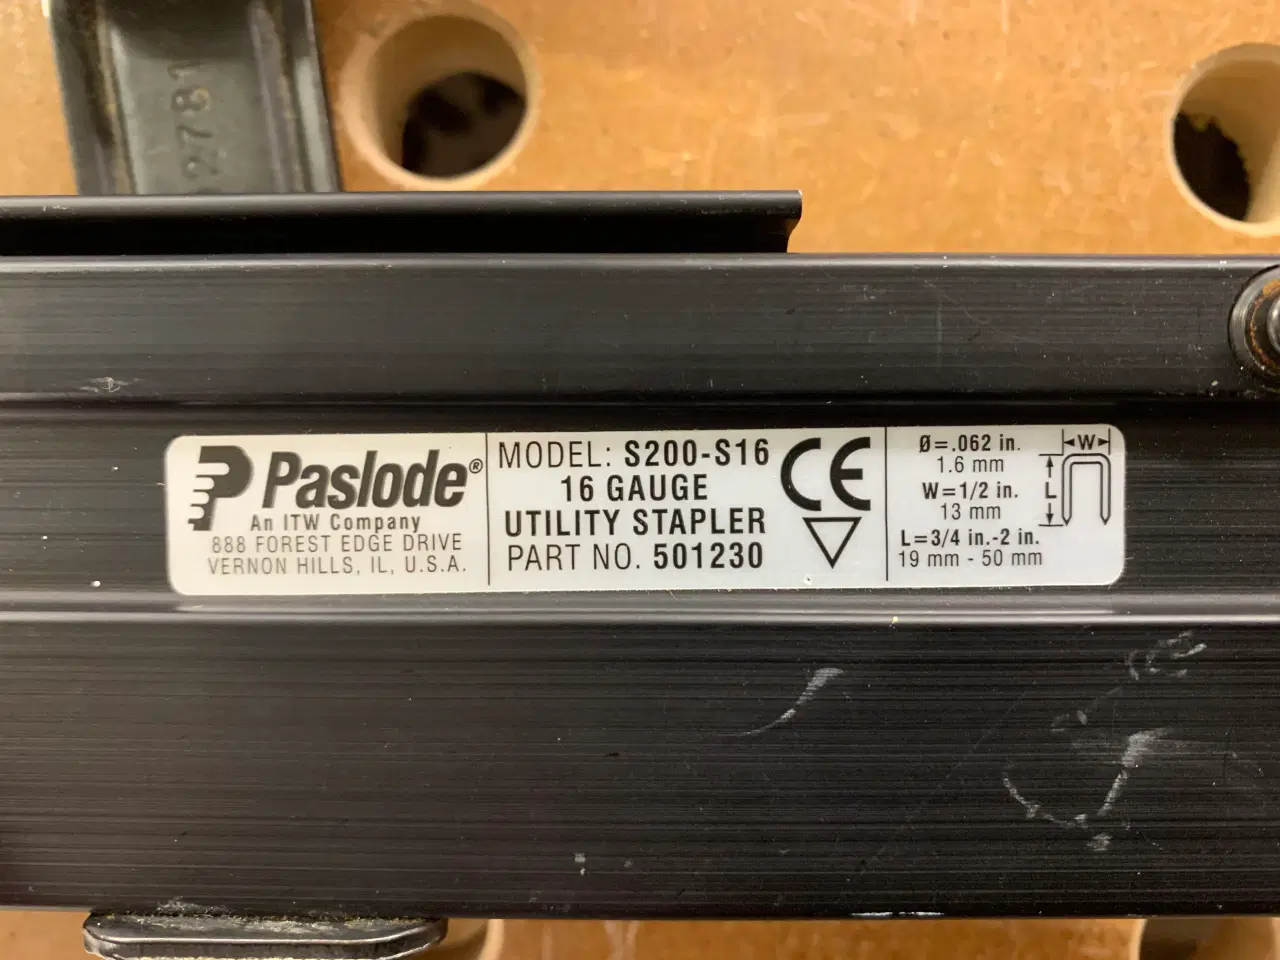 2781
Paslode®
An ITW Company
888 FOREST EDGE DRIVE
VERNON HILLS, IL, U.S.A.
MODEL: S200-S16
16 GAUGE
UTILITY STAPLER
PART NO. 501230
CE
Ø=.062 in.
1.6 mm
W=1/2 in.
13 mm
L=3/4 in.-2 in.
19 mm - 50 mm
W
L